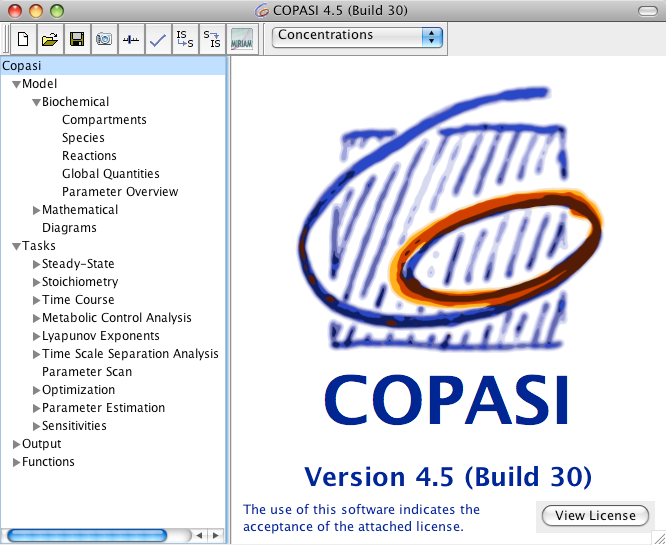 COPASI 4.5 (Build 30)
IS
S
S
IS
MIRIAM
Concentrations
Copasi
Model
Biochemical
Compartments
Species
Reactions
Global Quantities
Parameter Overview
Mathematical
Diagrams
Tasks
Steady-State
Stoichiometry
Time Course
Metabolic Control Analysis
Lyapunov Exponents
Time Scale Separation Analysis
Parameter Scan
Optimization
Parameter Estimation
Sensitivities
Output
Functions
COPASI
Version 4.5 (Build 30)
The use of this software indicates the
acceptance of the attached license.
View License